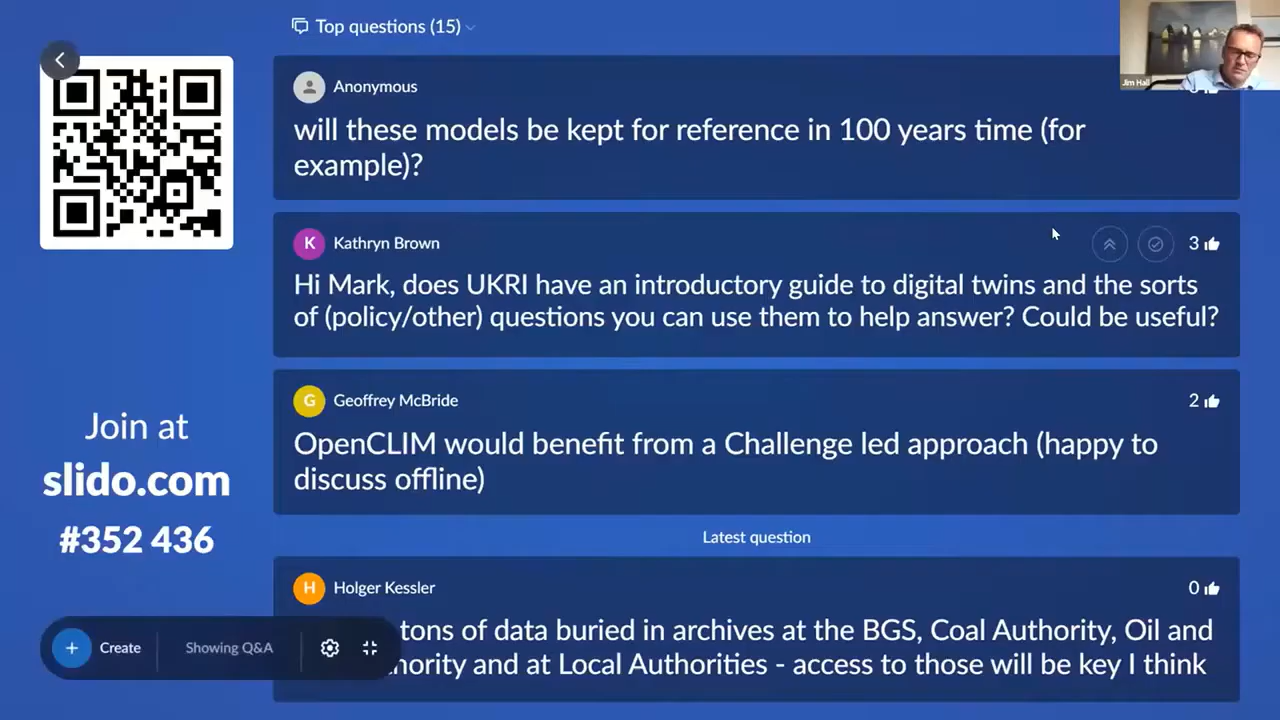 Top questions (15)
Jim Hall
Anonymous
will these models be kept for reference in 100 years time (for
example)?
K
Kathryn Brown
3
Hi Mark, does UKRI have an introductory guide to digital twins and the sorts
of (policy/other) questions you can use them to help answer? Could be useful?
G
Geoffrey McBride
2
OpenCLIM would benefit from a Challenge led approach (happy to
discuss offline)
Join at
slido.com
#352 436
Latest question
H
Holger Kessler
0
tons of data buried in archives at the BGS, Coal Authority, Oil and
and at Local Authorities - access to those will be key I think
Create
Showing Q&A